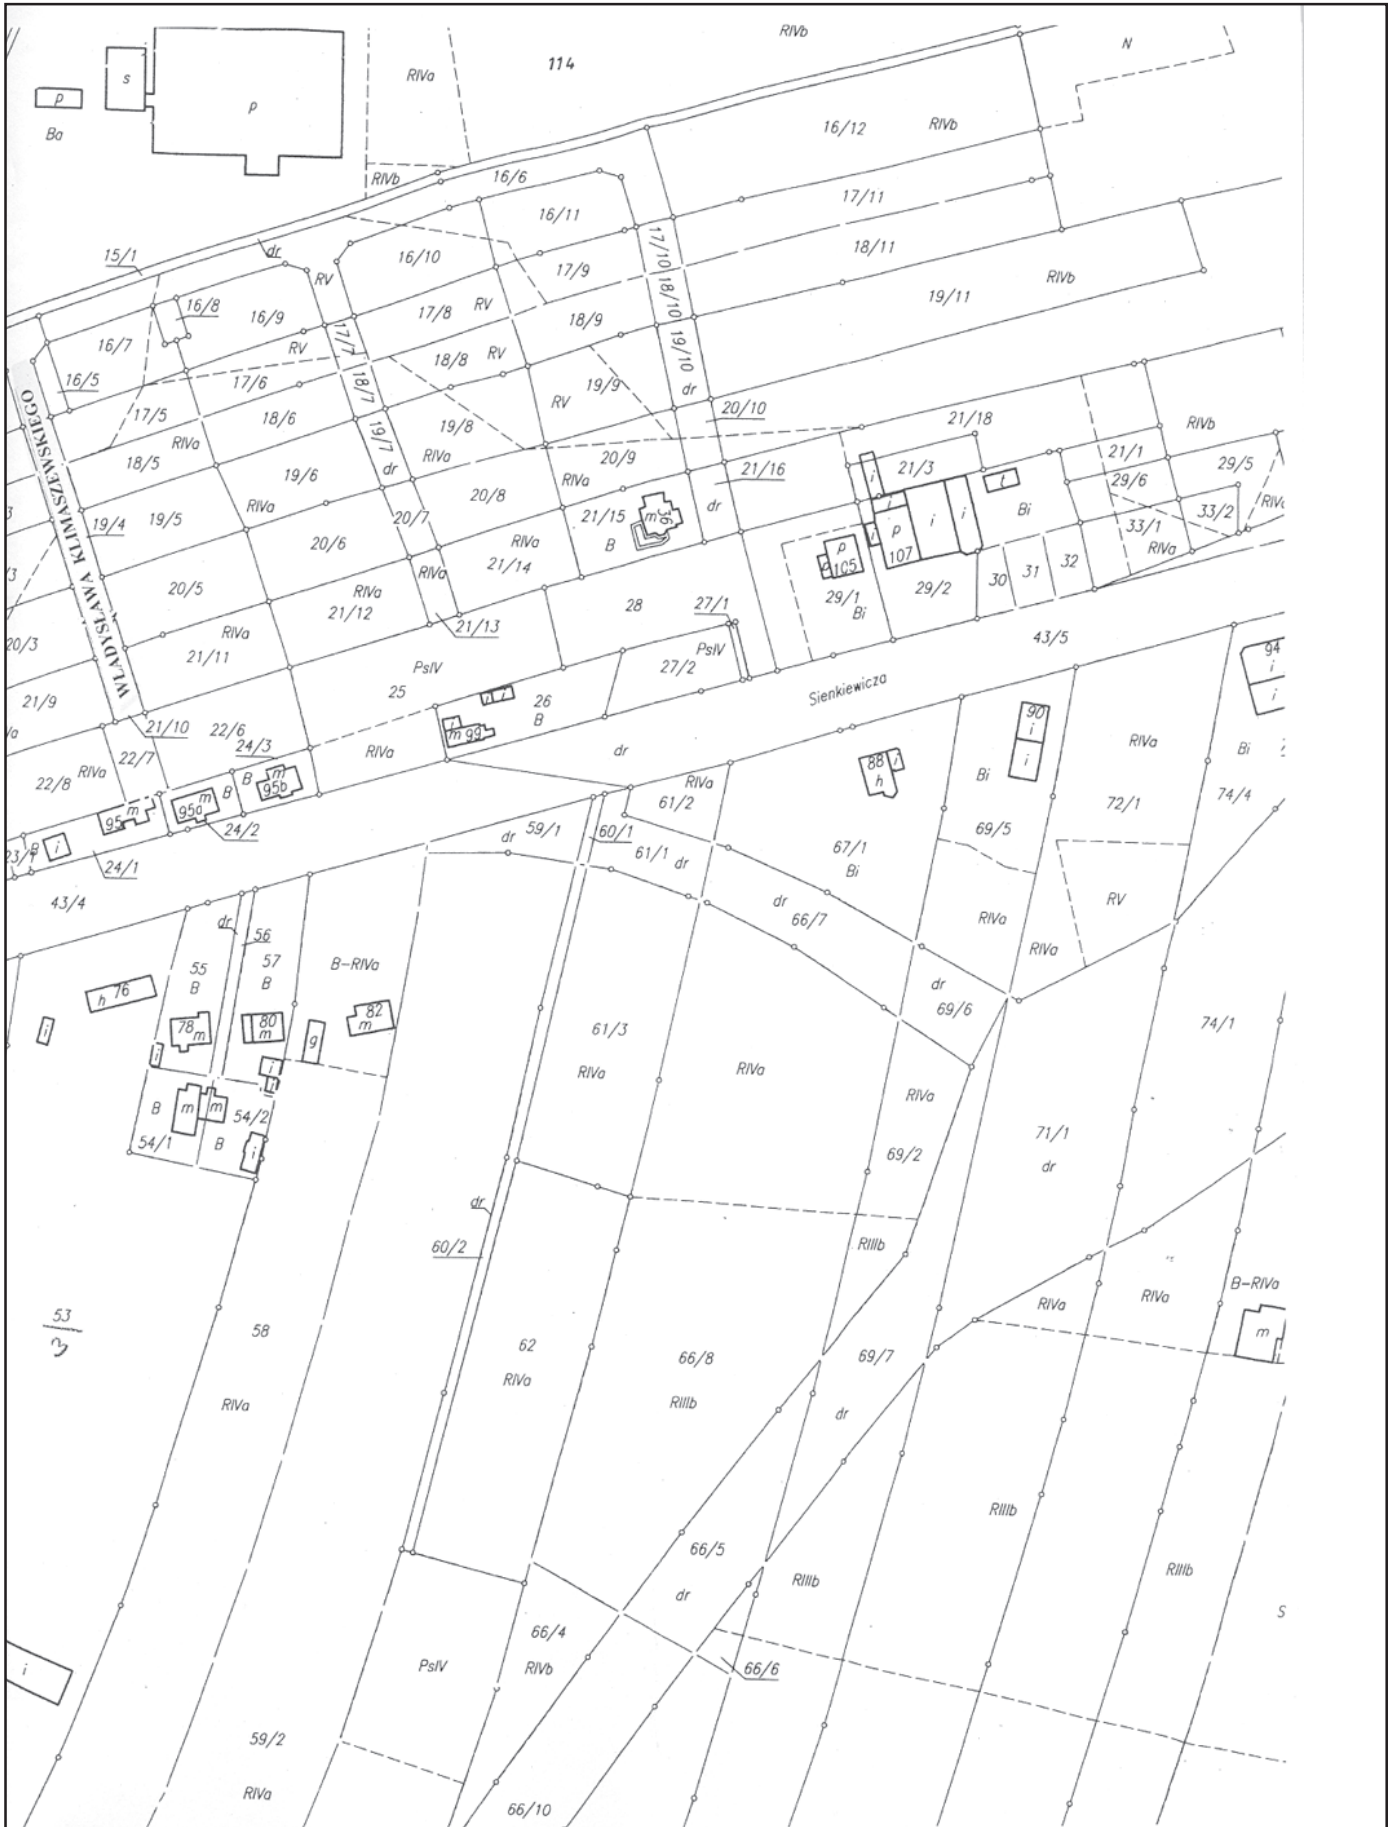 RIVb
N
RIVa
114
s
p
p
Ba
16/12
RIVb
RIVb
16/6
17/11
16/11
18/11
15/1
dr
16/10
17/10
RIVb
RV
17/9
19/11
18/10
16/8
16/9
17/8
RV
18/9
16/7
17/7
19/10
RV
18/8
RV
16/5
17/6
18/7
19/9
dr
17/5
18/6
RV
20/10
19/8
21/18
RIVa
19/7
RIVb
18/5
RIVa
21/1
19/6
dr
20/9
21/16
21/3
29/5
RIVa
i
29/6
t
20/8
19/5
RIVa
21/15
m
36
dr
i
i
i
Bi
33/2
RIVa
19/4
20/7
33/1
WŁADYSŁAWA KLIMASZEWSKIEGO
20/6
RIVa
B
p
107
i
p
105
p
RIVa
21/14
RIVa
32
31
30
20/5
RIVa
21/12
29/1
29/2
28
27/1
Bi
20/3
RIVa
21/13
43/5
21/11
PsIV
PsIV
94
27/2
i
21/9
25
Sienkiewicza
i
26
i
i
21/10
22/6
B
90
i
i
m 99
22/7
24/3
dr
RIVa
RIVa
Bi
RIVa
m
95b
B
88
h
i
i
22/8
m
95a
B
RIVa
61/2
74/4
m
95
72/1
24/2
59/1
60/1
69/5
B
i
dr
61/1
dr
67/1
24/1
Bi
43/4
dr
66/7
RV
dr
56
RIVa
57
B
B-RIVa
55
B
RIVa
dr
69/6
h 76
82
m
74/1
i
78
m
80
m
g
61/3
i
i
i
RIVa
RIVa
RIVa
B
m
m
54/2
71/1
54/1
B
i
69/2
dr
dr
60/2
RIIIb
B-RIVa
RIVa
RIVa
53
58
m
62
66/8
69/7
RIVa
RIVa
RIIIb
dr
RIIIb
66/5
RIIIb
RIIIb
dr
66/4
S
PsIV
RIVb
66/6
i
59/2
RIVa
66/10